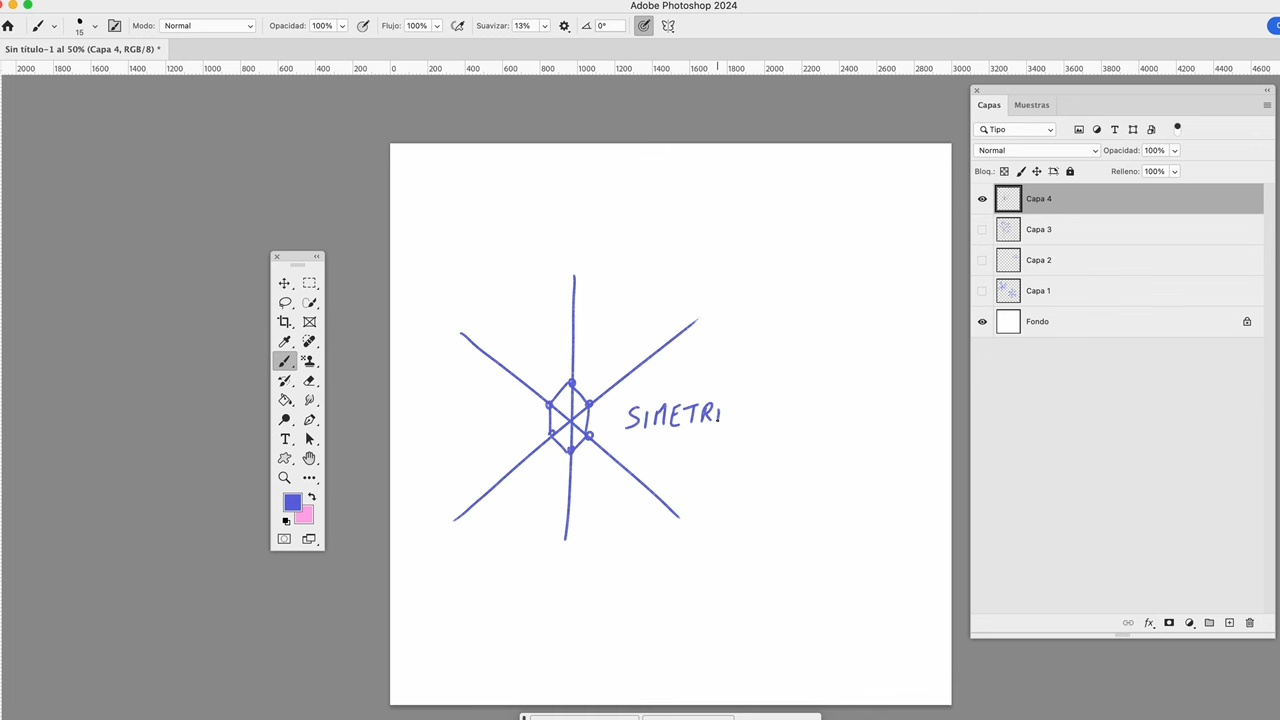 Adobe Photoshop 2024
15
Modo: Normal
Opacidad: 100%
Flujo: 100%
Suavizar: 13%
0°
Sin título-1 al 50% (Capa 4, RGB/8) *
2000 1800 1600 1400 1200 1000 800 600 400 200 0 200 400 600 800 1000 1200 1400 1600 1800 2000 2200 2400 2600 2800 3000 3200 3400 3600 3800 4000 4200 4400 4600
Capas Muestras
Tipo
Normal Opacidad: 100%
Bloq.: Relleno: 100%
Capa 4
Capa 3
Capa 2
Capa 1
Fondo
SIMETRI